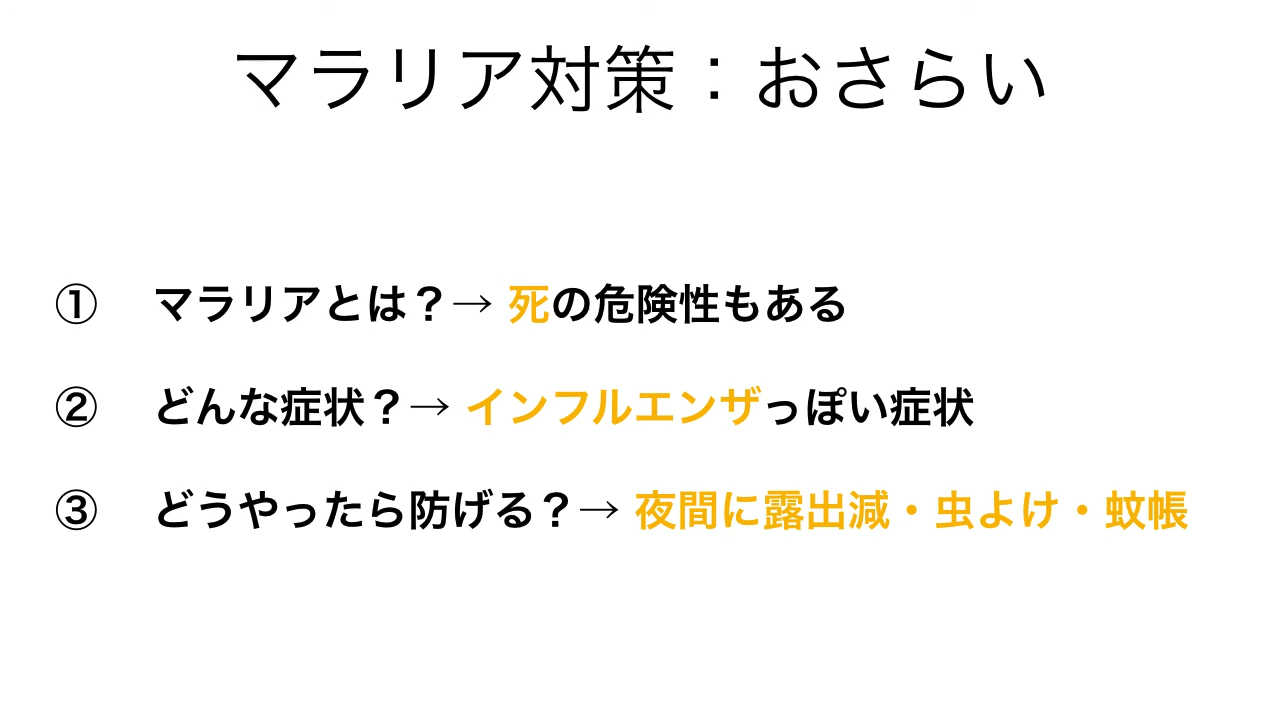 マラリア対策：おさらい
① マラリアとは？→ 死の危険性もある
② どんな症状？→ インフルエンザっぽい症状
③ どうやったら防げる？→ 夜間に露出減・虫よけ・蚊帳